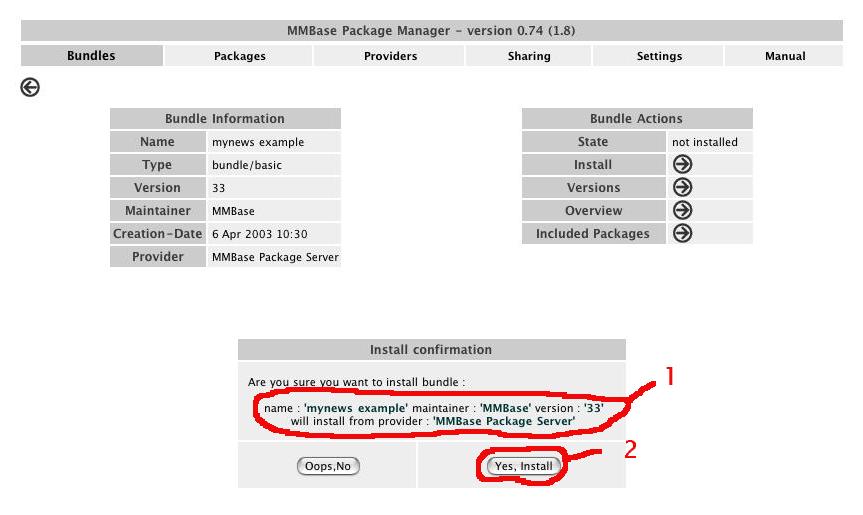 MMBase Package Manager - version 0.74 (1.8)
Bundles Packages Providers Sharing Settings Manual
Bundle Information
Name mynews example
Type bundle/basic
Version 33
Maintainer MMBase
Creation-Date 6 Apr 2003 10:30
Provider MMBase Package Server
Bundle Actions
State not installed
Install
Versions
Overview
Included Packages
Install confirmation
Are you sure you want to install bundle :
name : 'mynews example' maintainer : 'MMBase' version : '33'
will install from provider : 'MMBase Package Server'
1
Oops,No Yes, Install
2